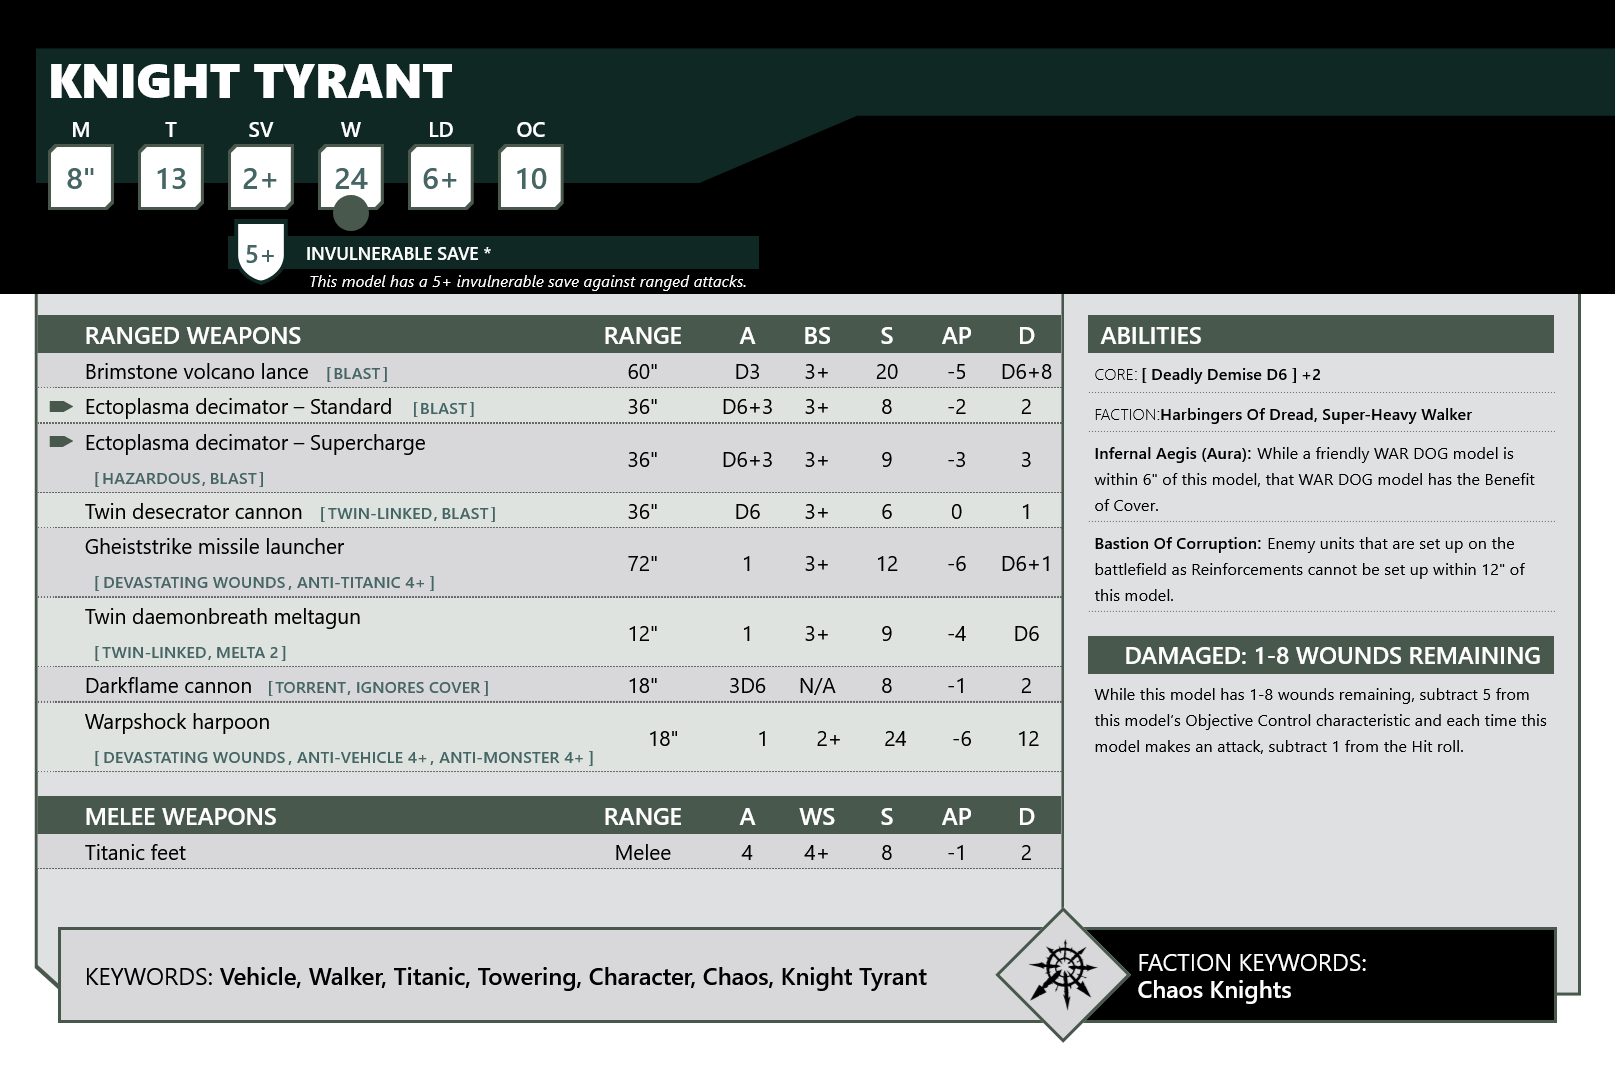 KNIGHT TYRANT
M T SV W LD OC
8" 13 2+ 24 6+ 10
5+ INVULNERABLE SAVE *
This model has a 5+ invulnerable save against ranged attacks.
RANGED WEAPONS RANGE A BS S AP D
Brimstone volcano lance [BLAST] 60" D3 3+ 20 -5 D6+8
Ectoplasma decimator – Standard [BLAST] 36" D6+3 3+ 8 -2 2
Ectoplasma decimator – Supercharge
[HAZARDOUS, BLAST] 36" D6+3 3+ 9 -3 3
Twin desecrator cannon [TWIN-LINKED, BLAST] 36" D6 3+ 6 0 1
Gheiststrike missile launcher
[DEVASTATING WOUNDS, ANTI-TITANIC 4+] 72" 1 3+ 12 -6 D6+1
Twin daemonbreath meltagun
[TWIN-LINKED, MELTA 2] 12" 1 3+ 9 -4 D6
Darkflame cannon [TORRENT, IGNORES COVER] 18" 3D6 N/A 8 -1 2
Warpshock harpoon
[DEVASTATING WOUNDS, ANTI-VEHICLE 4+, ANTI-MONSTER 4+] 18" 1 2+ 24 -6 12
MELEE WEAPONS RANGE A WS S AP D
Titanic feet Melee 4 4+ 8 -1 2
ABILITIES
CORE: [ Deadly Demise D6 ] +2
FACTION:Harbingers Of Dread, Super-Heavy Walker
Infernal Aegis (Aura): While a friendly WAR DOG model is
within 6" of this model, that WAR DOG model has the Benefit
of Cover.
Bastion Of Corruption: Enemy units that are set up on the
battlefield as Reinforcements cannot be set up within 12" of
this model.
DAMAGED: 1-8 WOUNDS REMAINING
While this model has 1-8 wounds remaining, subtract 5 from
this model’s Objective Control characteristic and each time this
model makes an attack, subtract 1 from the Hit roll.
KEYWORDS: Vehicle, Walker, Titanic, Towering, Character, Chaos, Knight Tyrant
FACTION KEYWORDS:
Chaos Knights